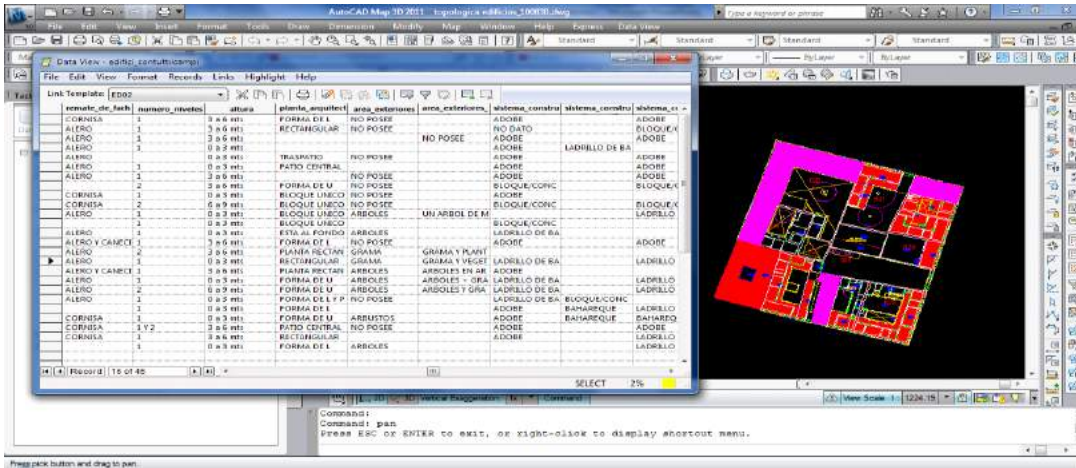 AutoCAD Map 3D 2011 topologica edificios_100830.dwg
Type a keyword or phrase
File Edit View Insert Format Tools Draw Dimension Modify Map Window Help Express Data View
Standard Standard Standard Standard
ByLayer ByLayer
Data View -
File Edit View Format Records Links Highlight Help
Link Template: ED02
remate_de_fach numero_niveles altura planta_arquitect area_exteriores area_exteriores_ sistema_constru sistema_constru
CORNISA 1 3 a 6 mts FORMA DE L NO POSEE ADOBE ADOBE
ALERO 1 3 a 6 mts RECTANGULAR NO POSEE NO DATO BLOQUE/C
ALERO 1 3 a 6 mts NO POSEE ADOBE ADOBE
ALERO 1 0 a 3 mts ADOBE LADRILLO DE BA
ALERO 0 a 3 mts TRASPATIO NO POSEE ADOBE
ALERO 1 0 a 3 mts PATIO CENTRAL ADOBE ADOBE
ALERO 1 3 a 6 mts NO POSEE ADOBE ADOBE
2 3 a 6 mts FORMA DE U NO POSEE BLOQUE/CONC BLOQUE/C
CORNISA 1 0 a 3 mts BLOQUE UNICO NO POSEE ADOBE
CORNISA 2 6 a 9 mts BLOQUE UNICO NO POSEE BLOQUE/CONC BLOQUE/C
ALERO 1 0 a 3 mts BLOQUE UNICO ARBOLES UN ARBOL DE M LADRILLO
1 0 a 3 mts BLOQUE UNICO BLOQUE/CONC
ALERO 1 0 a 3 mts ESTA AL FONDO ARBOLES LADRILLO DE BA
ALERO Y CANECI 1 3 a 6 mts FORMA DE L NO POSEE ADOBE ADOBE
ALERO 2 3 a 6 mts PLANTA RECTAN GRAMA GRAMA Y PLANT
ALERO 1 0 a 3 mts RECTANGULAR GRAMA GRAMA Y VEGET LADRILLO DE BA LADRILLO
ALERO Y CANECI 1 3 a 6 mts PLANTA RECTAN ARBOLES ARBOLES EN AR ADOBE
ALERO 1 0 a 3 mts FORMA DE U ARBOLES ARBOLES + GRA LADRILLO DE BA LADRILLO
ALERO 2 6 a 9 mts FORMA DE U ARBOLES ARBOLES Y GRA LADRILLO DE BA LADRILLO
ALERO 1 0 a 3 mts FORMA DE L Y P NO POSEE LADRILLO DE BA BLOQUE/CONC
1 0 a 3 mts FORMA DE L ADOBE BAHAREQUE LADRILLO
CORNISA 1 0 a 3 mts FORMA DE U ARBUSTOS ADOBE BAHAREQUE BAHAREQ
CORNISA 1 Y 2 3 a 6 mts PATIO CENTRAL NO POSEE ADOBE ADOBE
CORNISA 1 3 a 6 mts RECTANGULAR ADOBE LADRILLO
1 0 a 3 mts FORMA DE L ARBOLES LADRILLO
Record 16 of 48
SELECT 2%
2D 3D Vertical Exaggeration 1x Command View Scale 1: 1224.15
Command:
Command: pan
Press ESC or ENTER to exit, or right-click to display shortcut menu.
Press pick button and drag to pan.